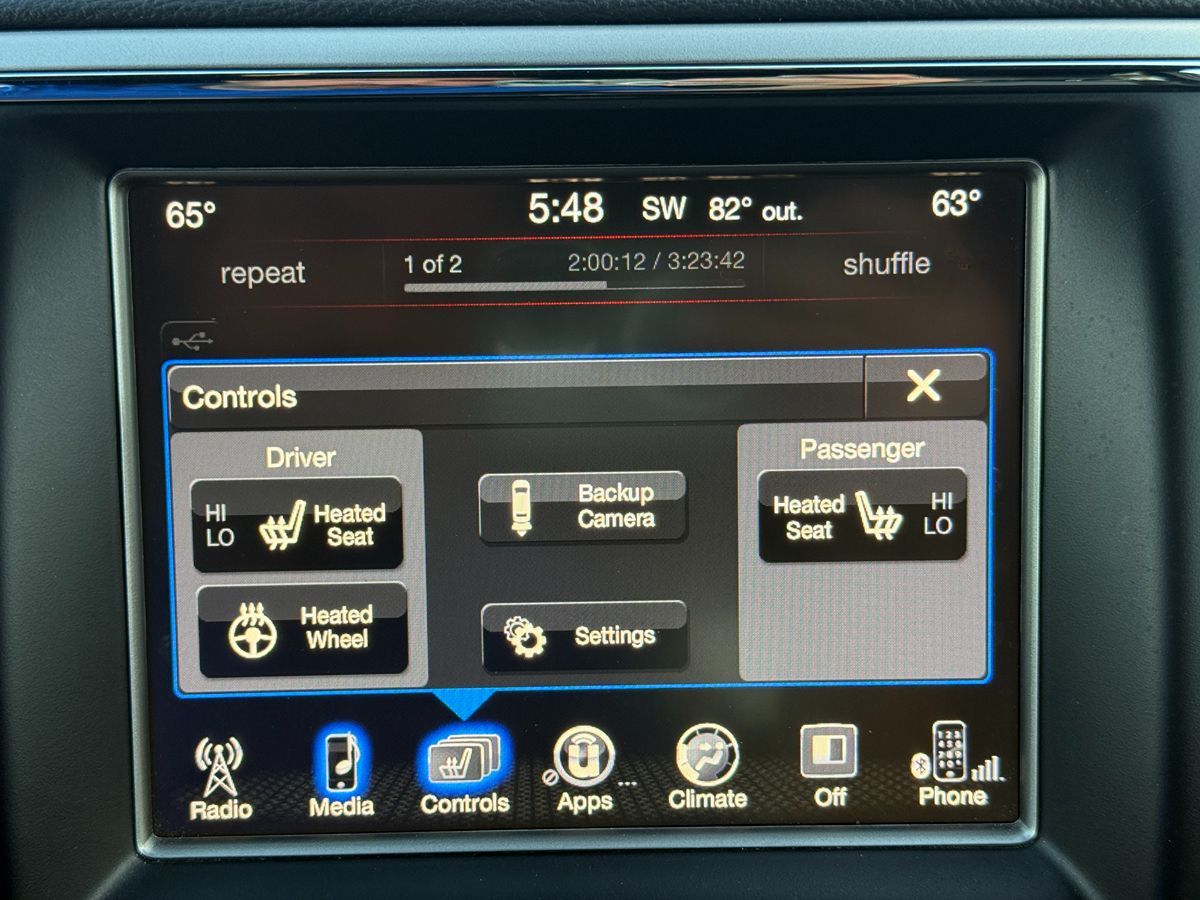 65°
5:48
SW
82° out.
63°
repeat
1 of 2
2:00:12 / 3:23:42
shuffle
Controls
X
Driver
HI
LO
Heated
Seat
Heated
Wheel
Backup
Camera
Settings
Passenger
Heated
Seat
HI
LO
Radio
Media
Controls
Apps
...
Climate
Off
Phone